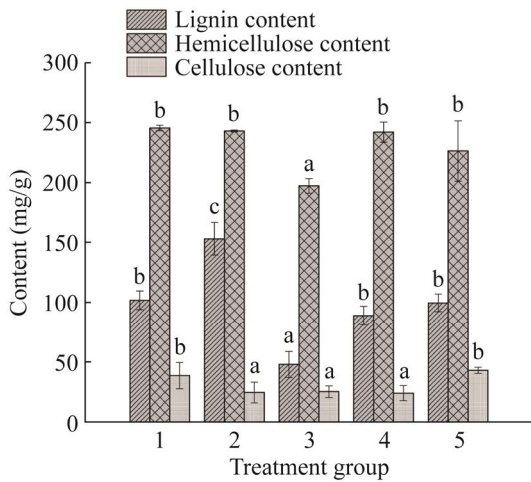 Lignin content
Hemicellulose content
Cellulose content
300
250
200
150
100
50
0
Content (mg/g)
b b b
b c b
a a a
b b a
b b b
1 2 3 4 5
Treatment group